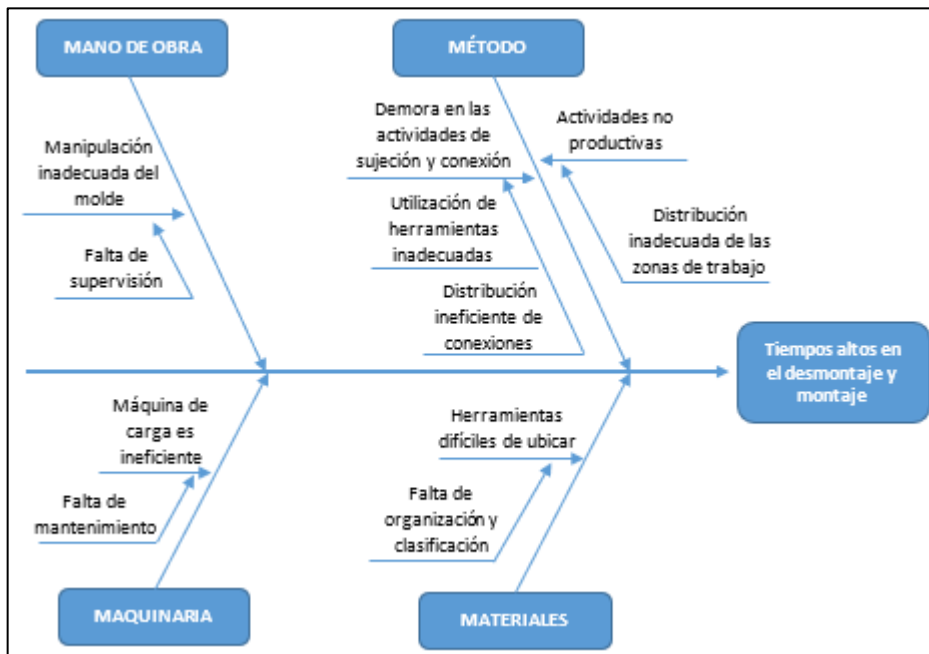 MANO DE OBRA
MÉTODO
Manipulación
inadecuada del
molde
Falta de
supervisión
Demora en las
actividades de
sujeción y conexión
Utilización de
herramientas
inadecuadas
Distribución
ineficiente de
conexiones
Actividades no
productivas
Distribución
inadecuada de las
zonas de trabajo
Tiempos altos en
el desmontaje y
montaje
Máquina de
carga es
ineficiente
Falta de
mantenimiento
Herramientas
difíciles de ubicar
Falta de
organización y
clasificación
MAQUINARIA
MATERIALES